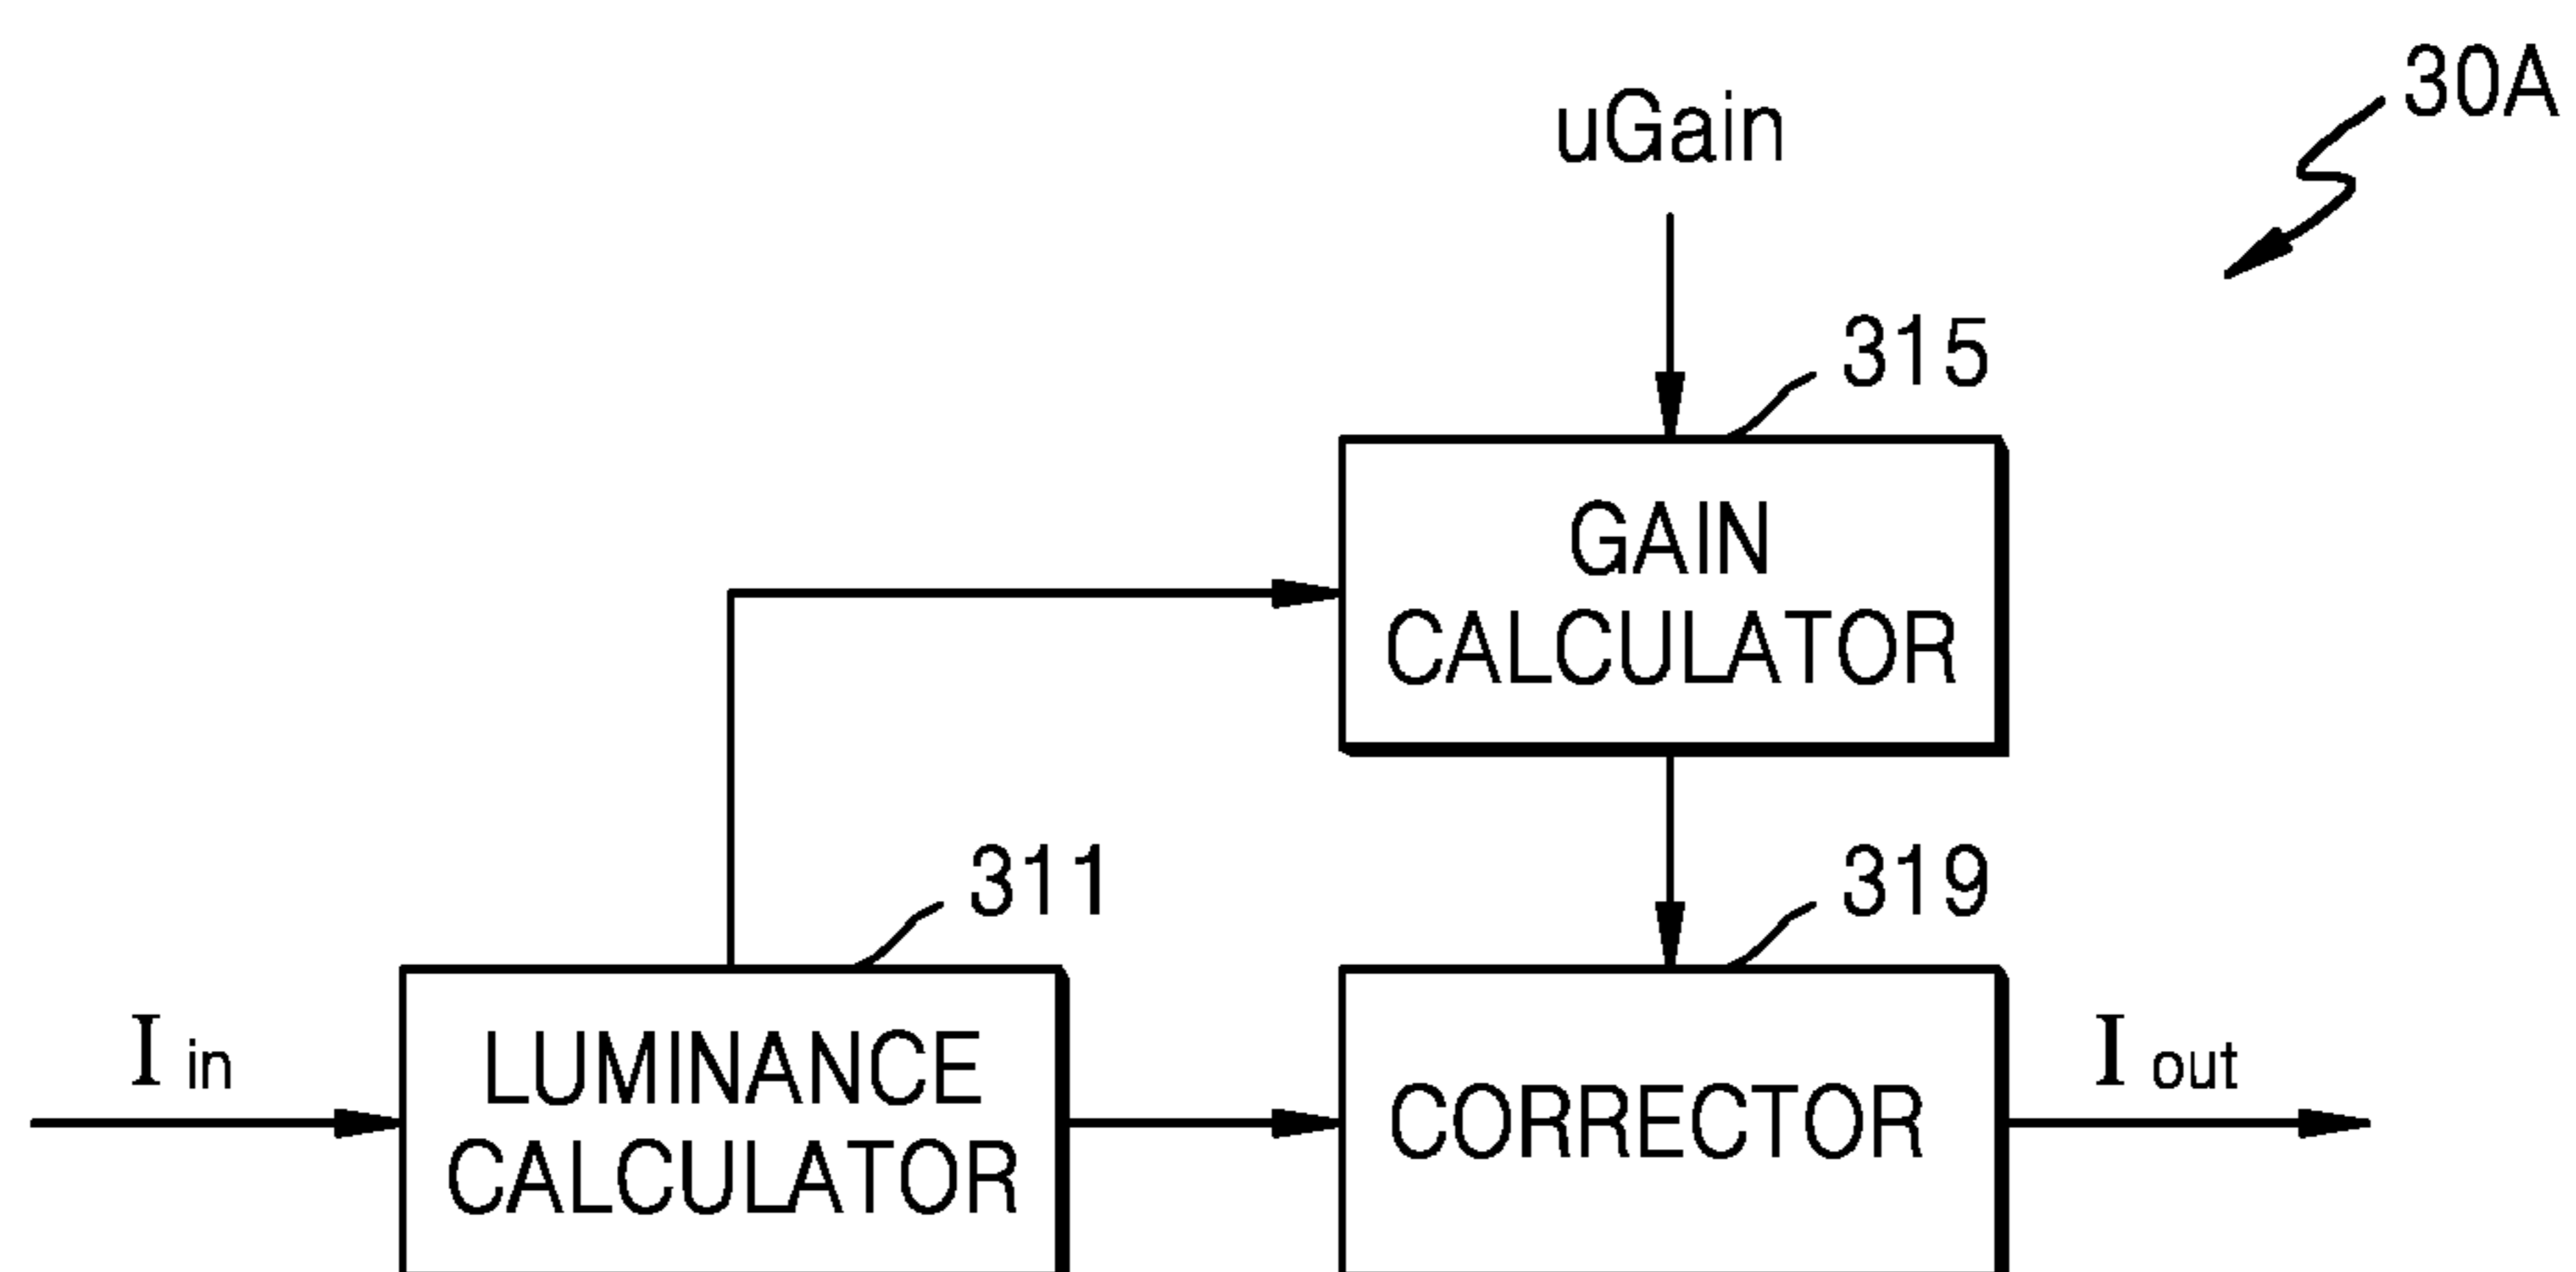 30A
uGain
315
GAIN
CALCULATOR
311
319
I in
LUMINANCE
CALCULATOR
CORRECTOR
I out